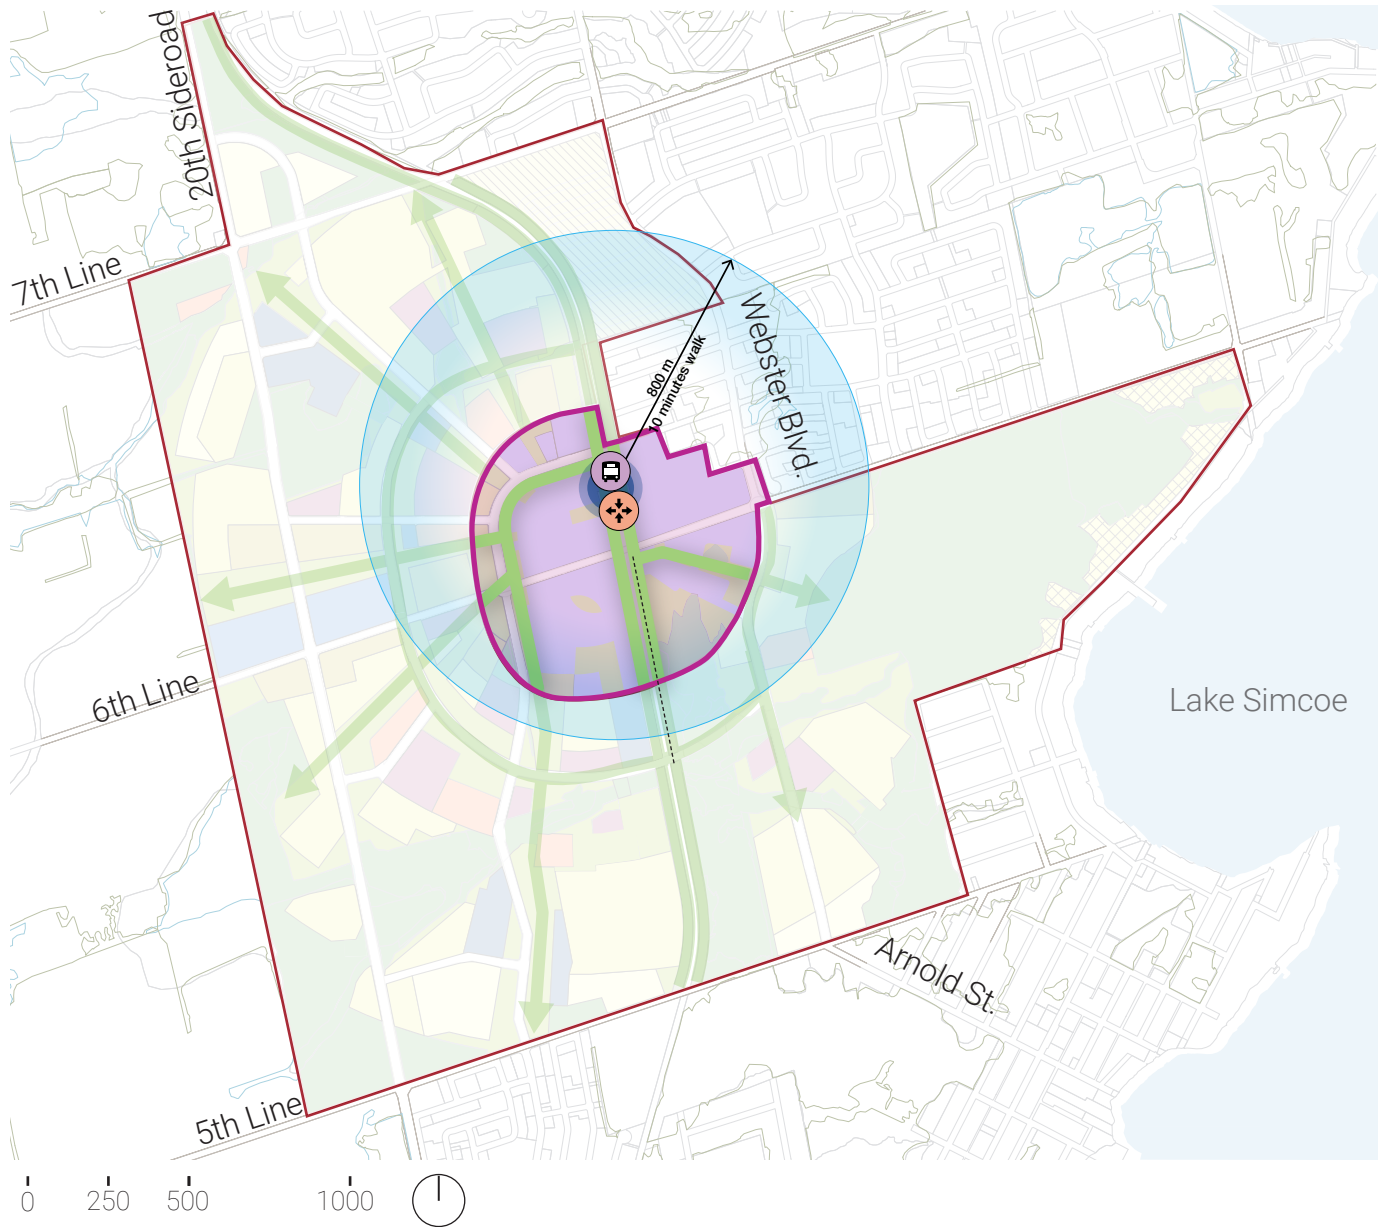 20th Sideroad
7th Line
Webster Blvd.
800 m
10 minutes walk
6th Line
Lake Simcoe
Arnold St.
5th Line
0 250 500 1000